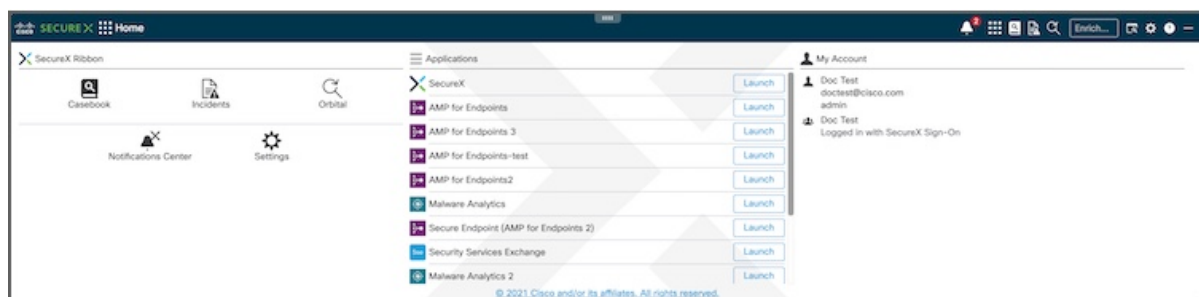 CISCO SECURE X Home
2 Enrich...
SecureX Ribbon
Casebook
Incidents
Orbital
Notifications Center
Settings
Applications
SecureX Launch
AMP for Endpoints Launch
AMP for Endpoints 3 Launch
AMP for Endpoints-test Launch
AMP for Endpoints2 Launch
Malware Analytics Launch
Secure Endpoint (AMP for Endpoints 2) Launch
Security Services Exchange Launch
Malware Analytics 2 Launch
© 2021 Cisco and/or its affiliates. All rights reserved.
My Account
Doc Test
doctest@cisco.com
admin
Doc Test
Logged in with SecureX Sign-On